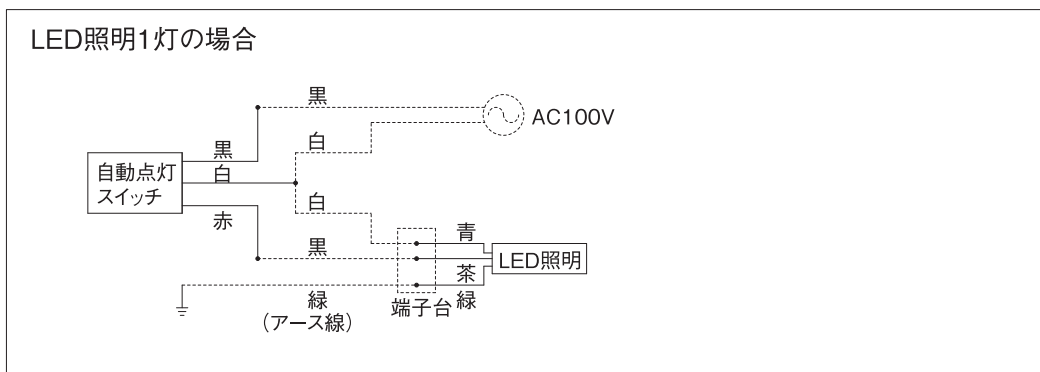 LED照明1灯の場合
黒
AC100V
黒
白
自動点灯
スイッチ
白
赤
白
黒
青
LED照明
茶
緑
端子台
緑
（アース線）